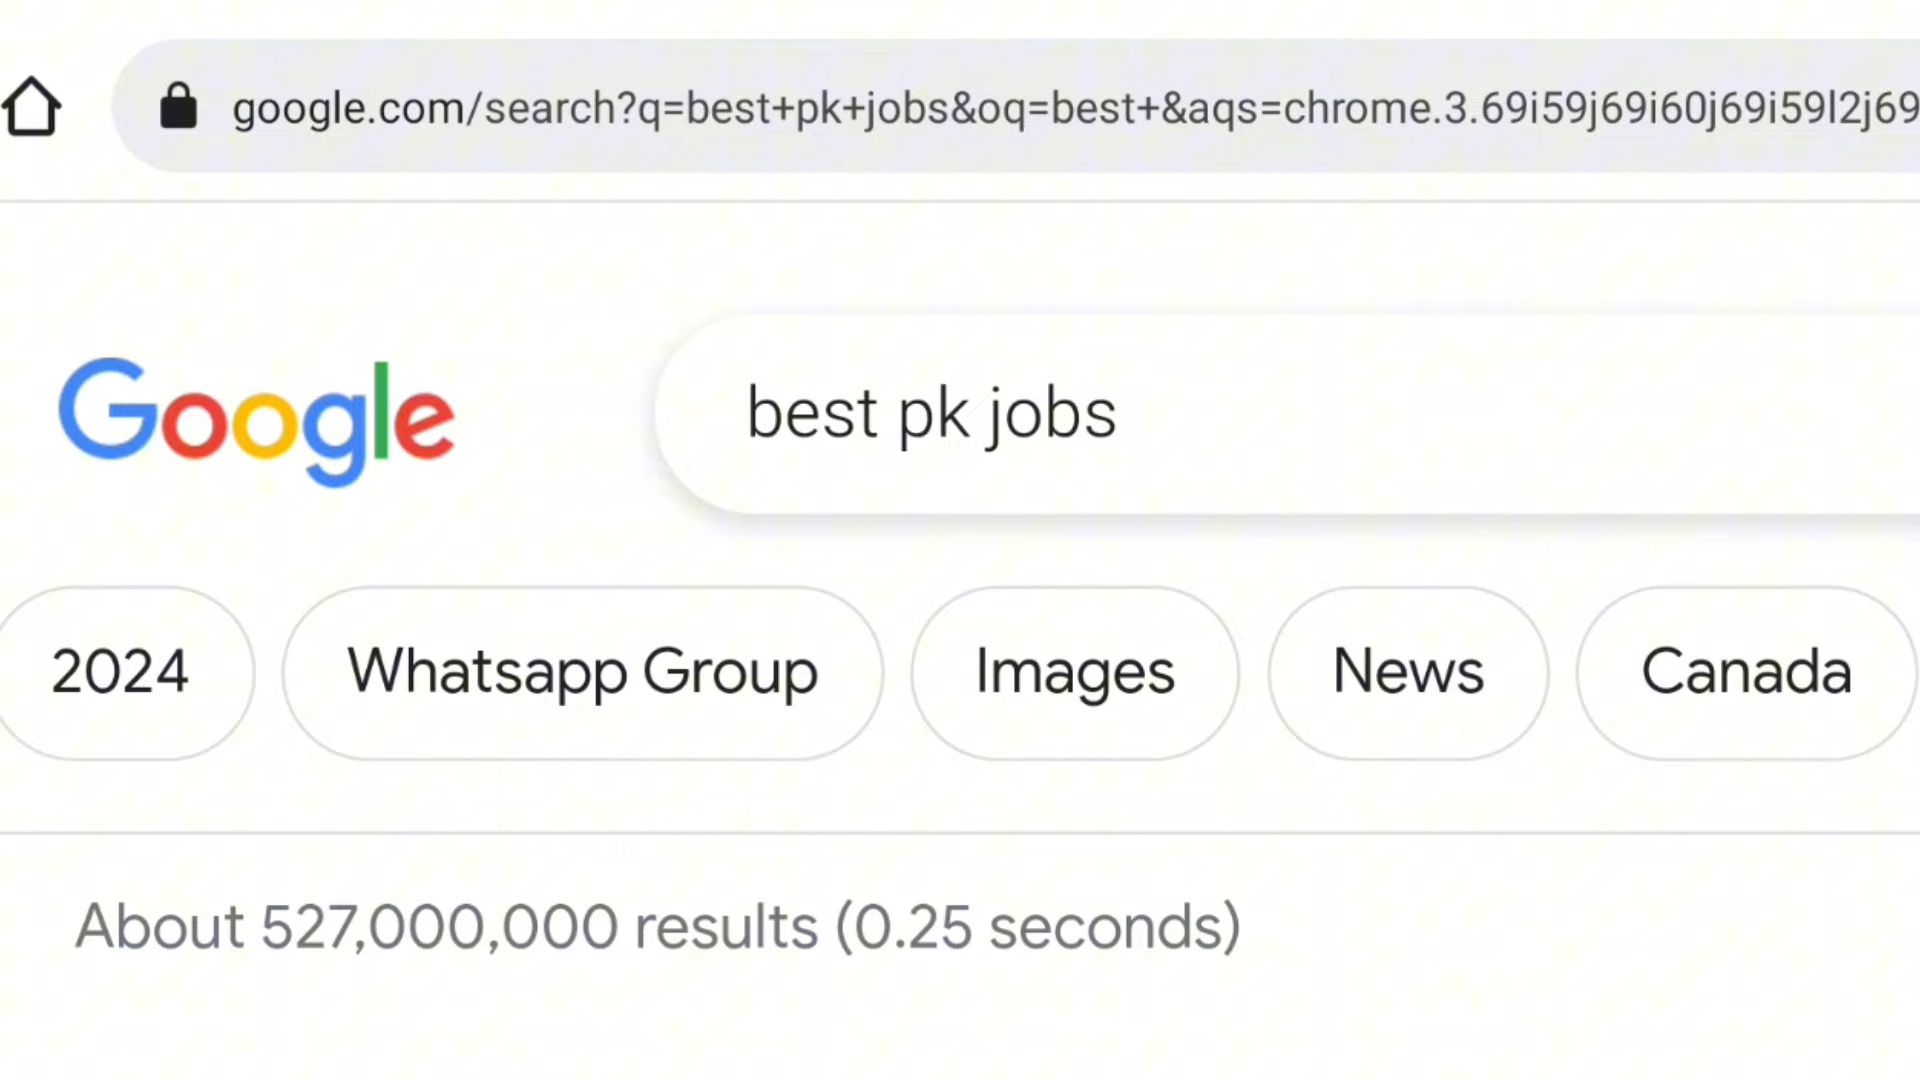 google.com/search?q=best+pk+jobs&oq=best+&aqs=chrome.3.69i59j69i60j69i59l2j69
Google
best pk jobs
2024 Whatsapp Group Images News Canada
About 527,000,000 results (0.25 seconds)